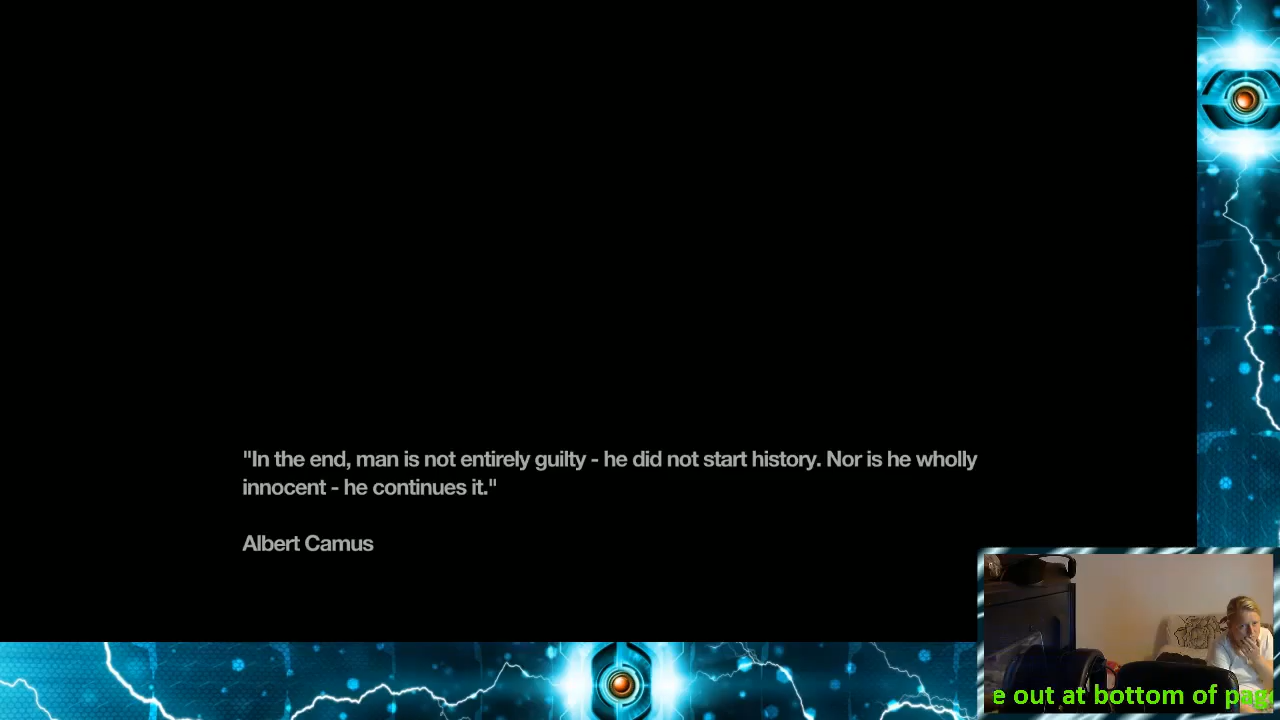 "In the end, man is not entirely guilty - he did not start history. Nor is he wholly
innocent - he continues it."
Albert Camus
e out at bottom of pag